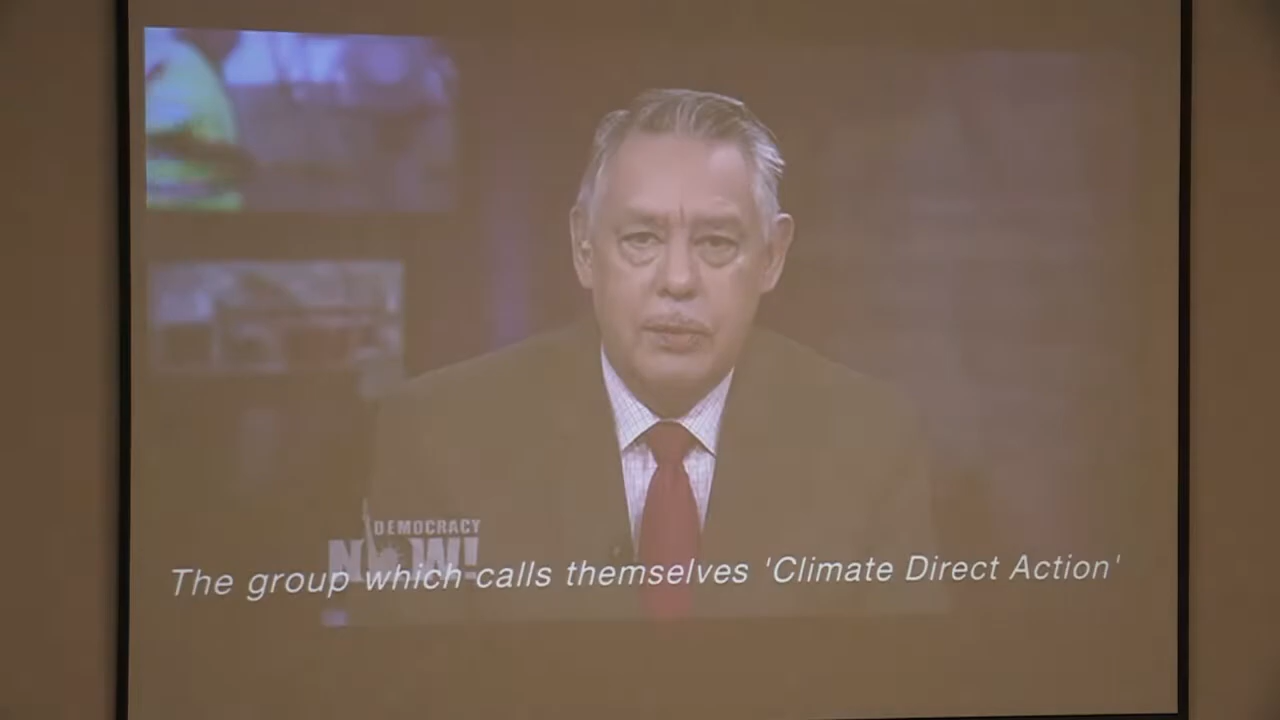 DEMOCRACY
NOW!
The group which calls themselves 'Climate Direct Action'